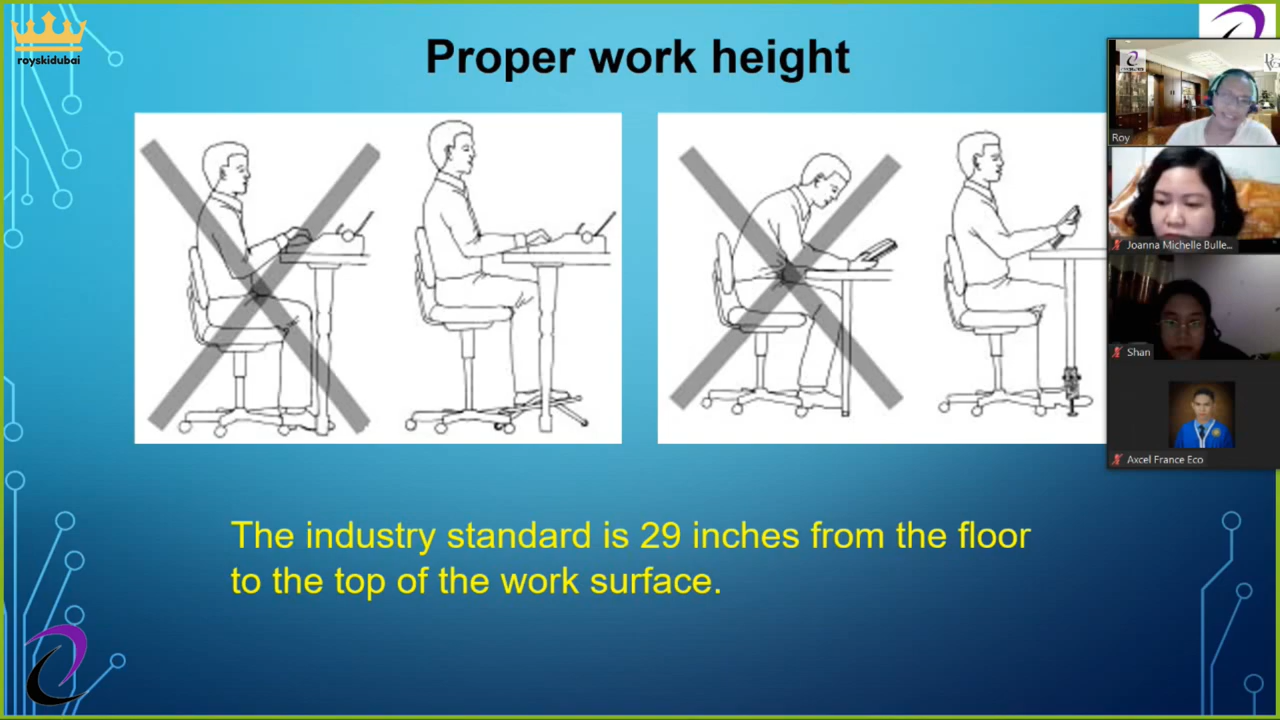 royskidubai
Proper work height
Roy
Joanna Michelle Bulle...
Shan
Axcel France Eco
The industry standard is 29 inches from the floor
to the top of the work surface.